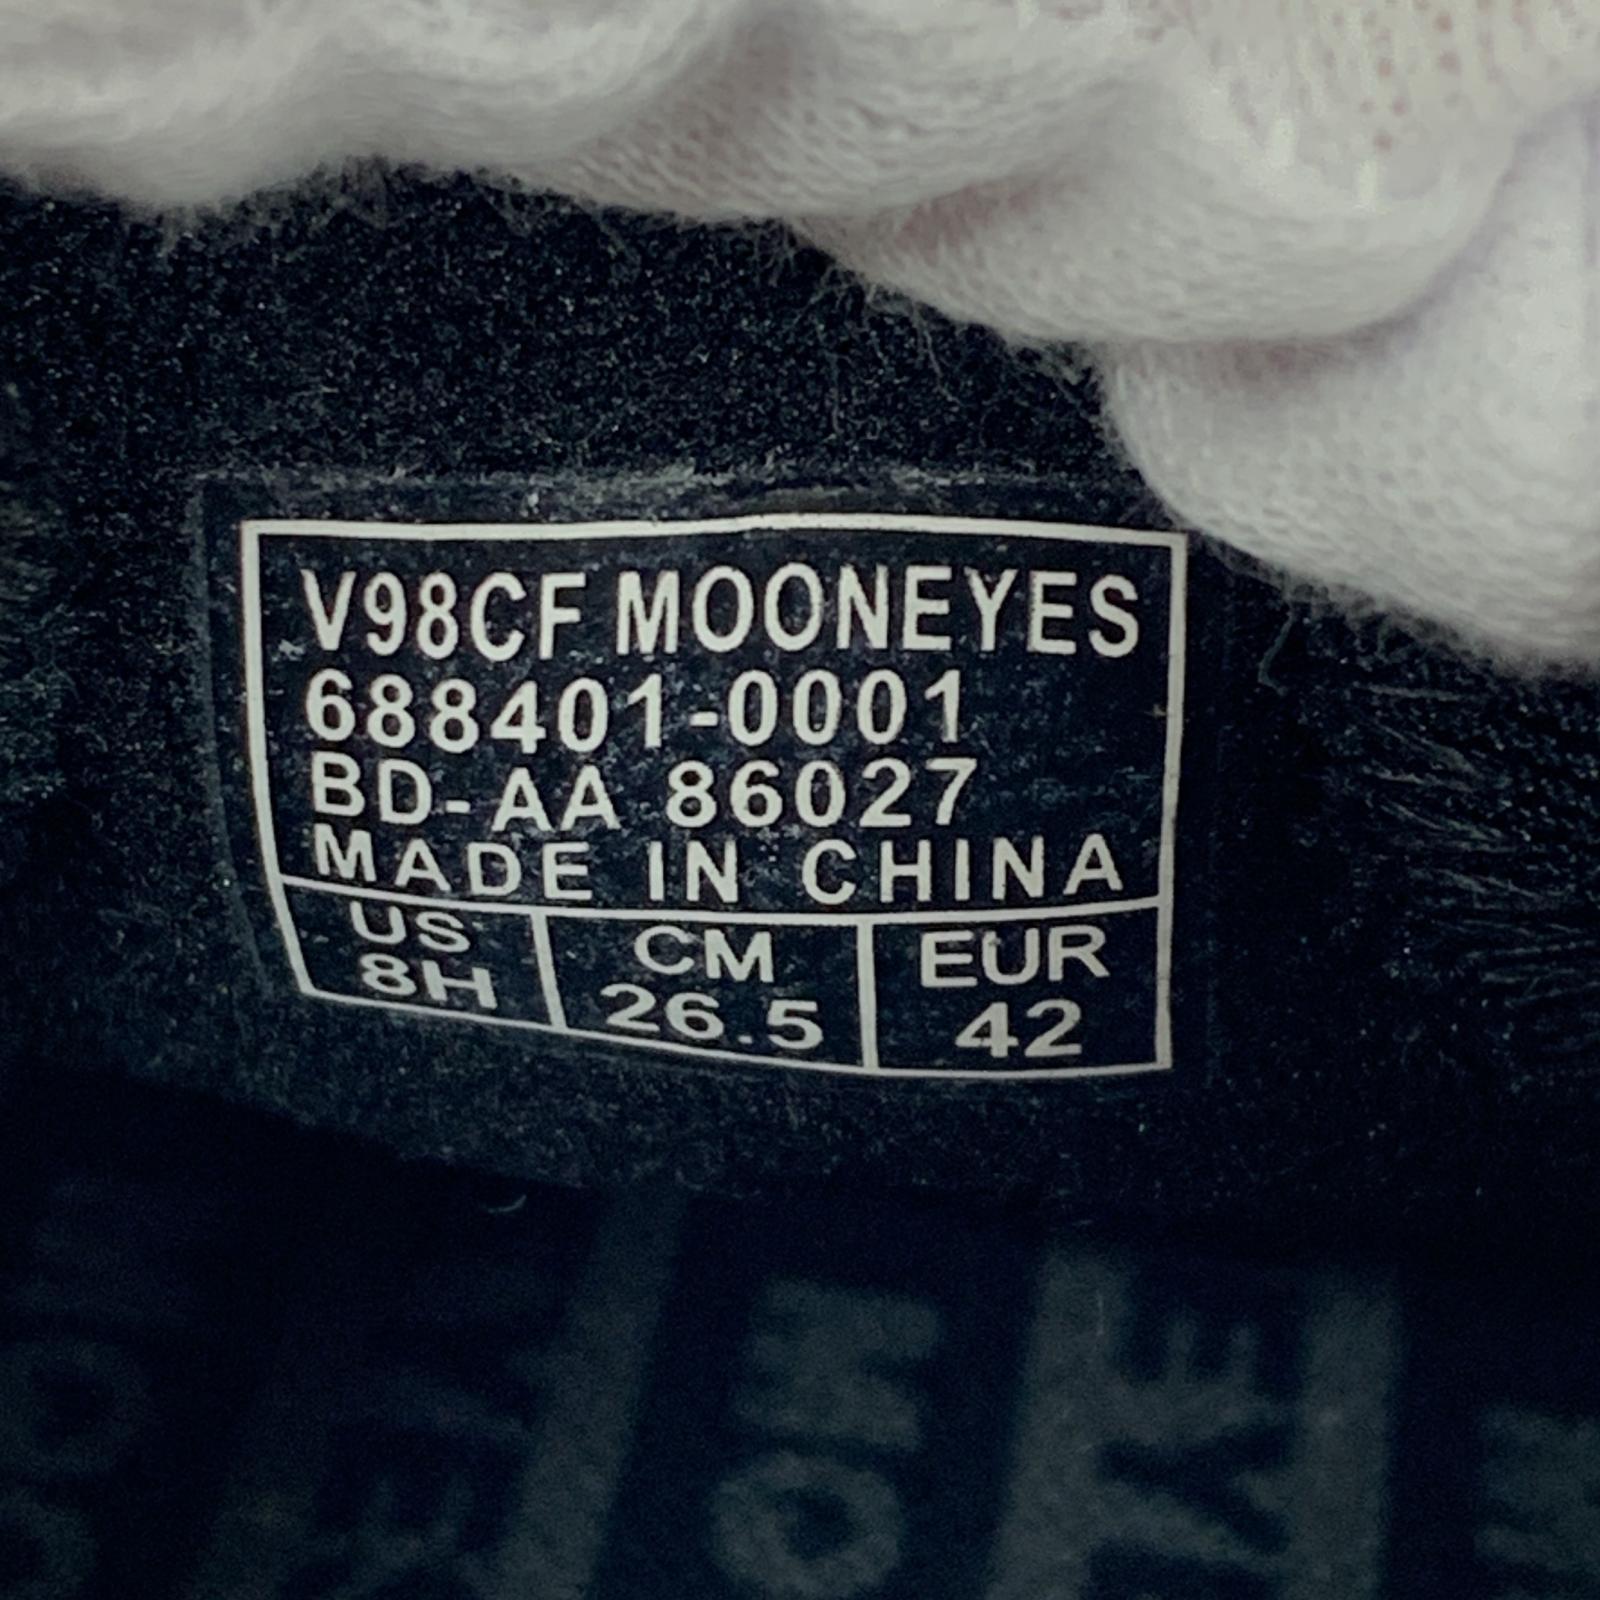 V98CF MOONEYES
688401-0001
BD-AA 86027
MADE IN CHINA
US CM EUR
8H 26.5 42